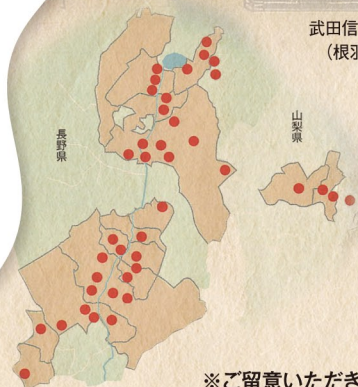 武田信
（根羽
長野県
山梨県
※ご留意いただき